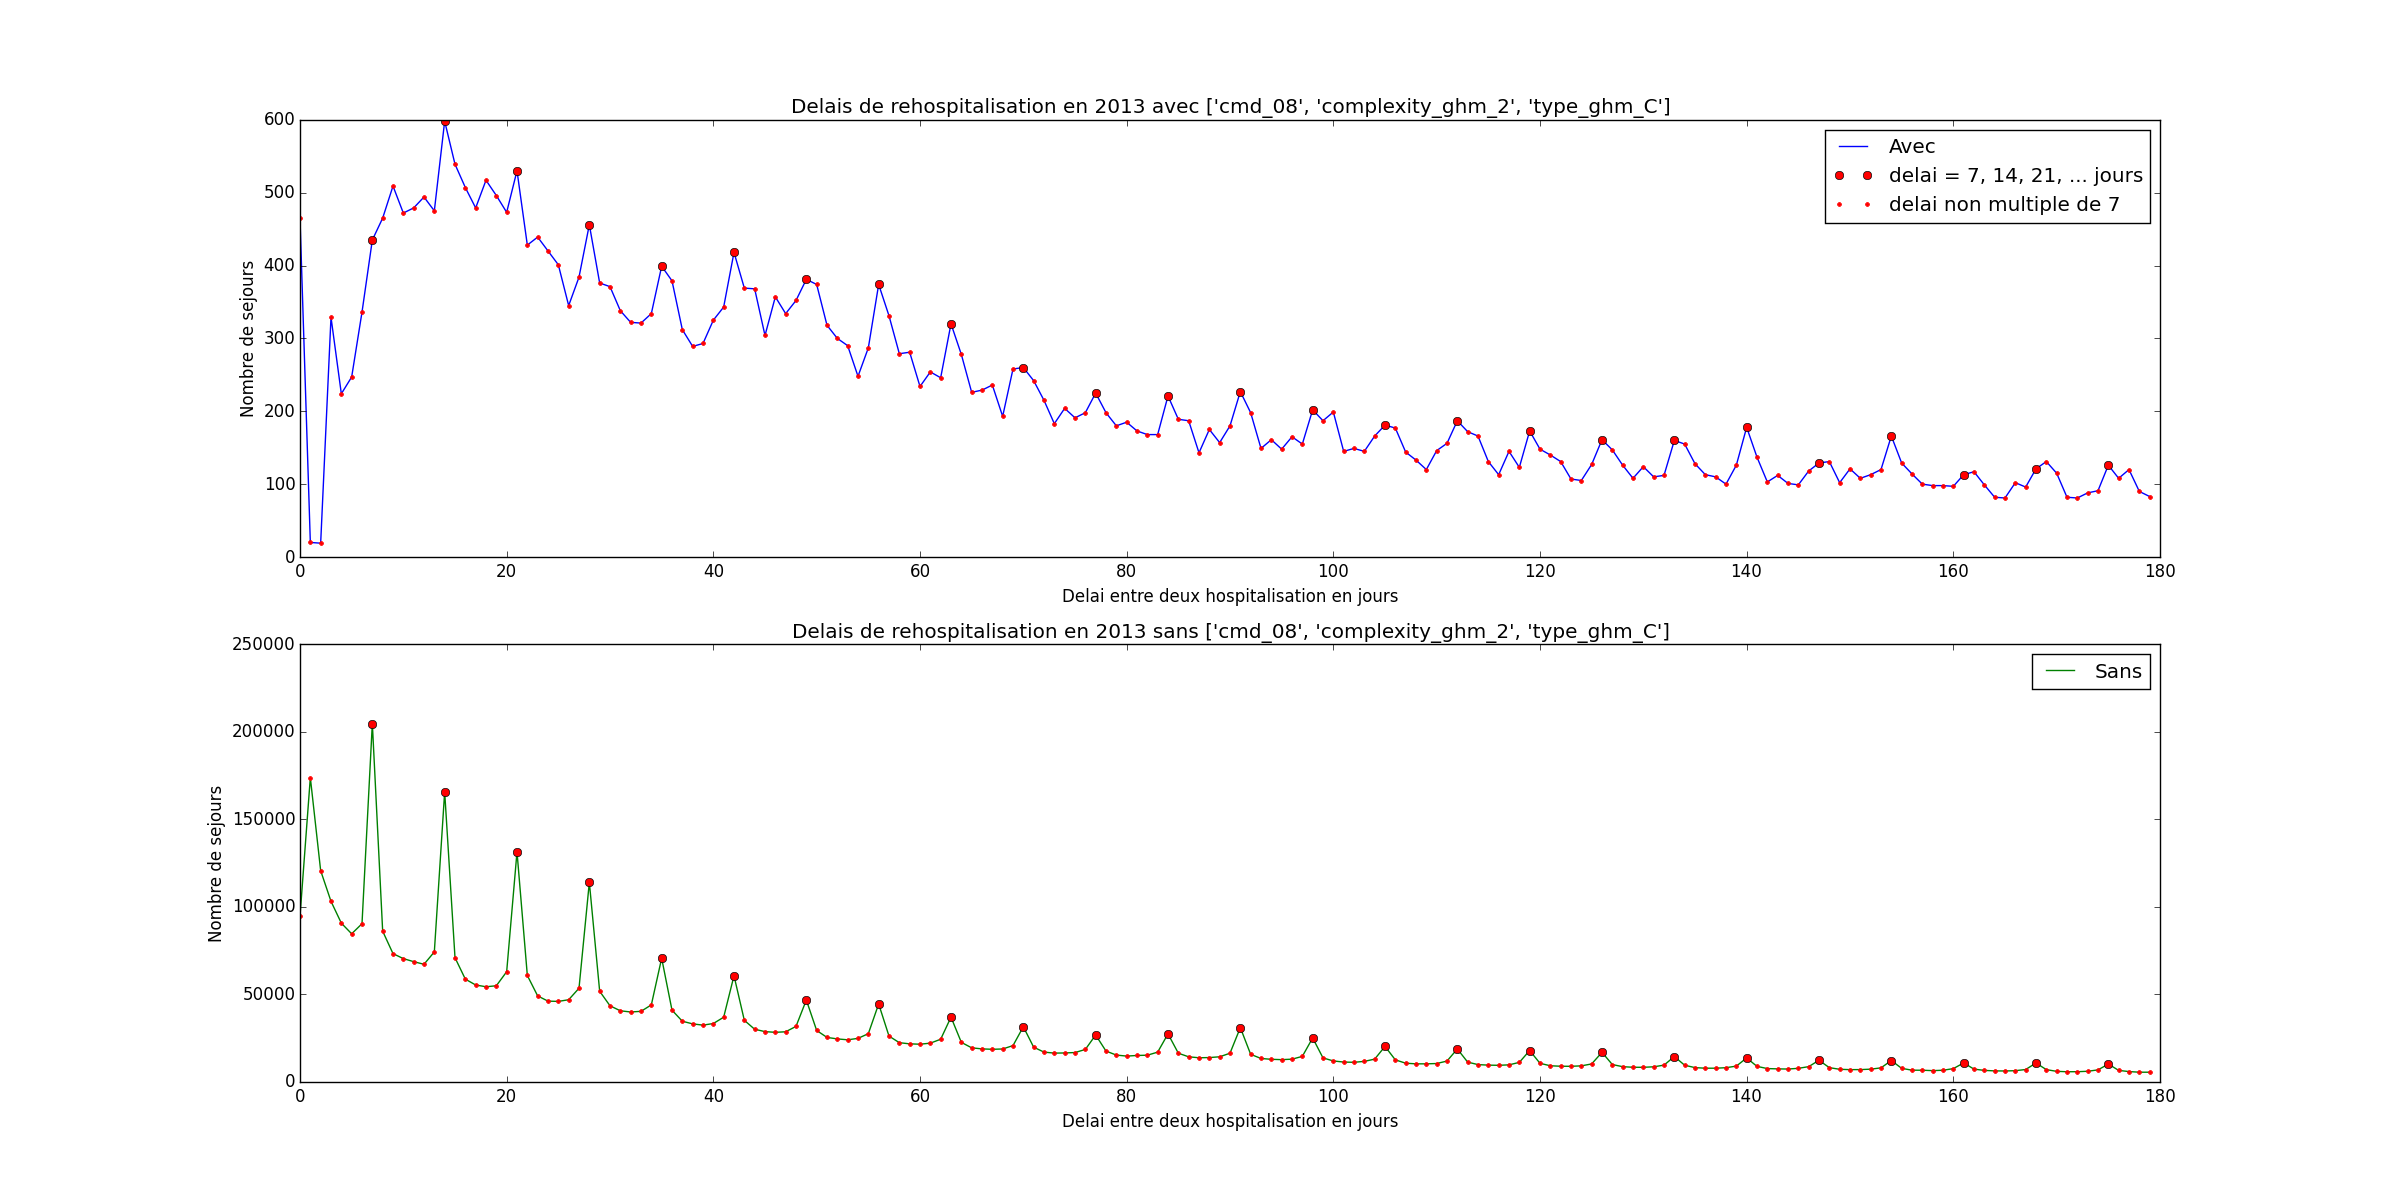 Delais de rehospitalisation en 2013 avec ['cmd_08', 'complexity_ghm_2', 'type_ghm_C']
600
500
400
300
200
100
0
Nombre de sejours
Avec
delai = 7, 14, 21, ... jours
delai non multiple de 7
0 20 40 60 80 100 120 140 160 180
Delai entre deux hospitalisation en jours
Delais de rehospitalisation en 2013 sans ['cmd_08', 'complexity_ghm_2', 'type_ghm_C']
250000
200000
150000
100000
50000
0
Nombre de sejours
Sans
0 20 40 60 80 100 120 140 160 180
Delai entre deux hospitalisation en jours